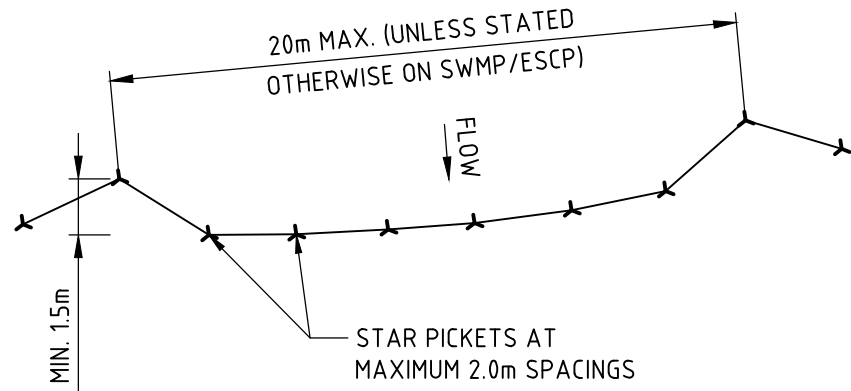 20m MAX. (UNLESS STATED
OTHERWISE ON SWMP/ESCP)
FLOW
MIN. 1.5m
STAR PICKETS AT
MAXIMUM 2.0m SPACINGS